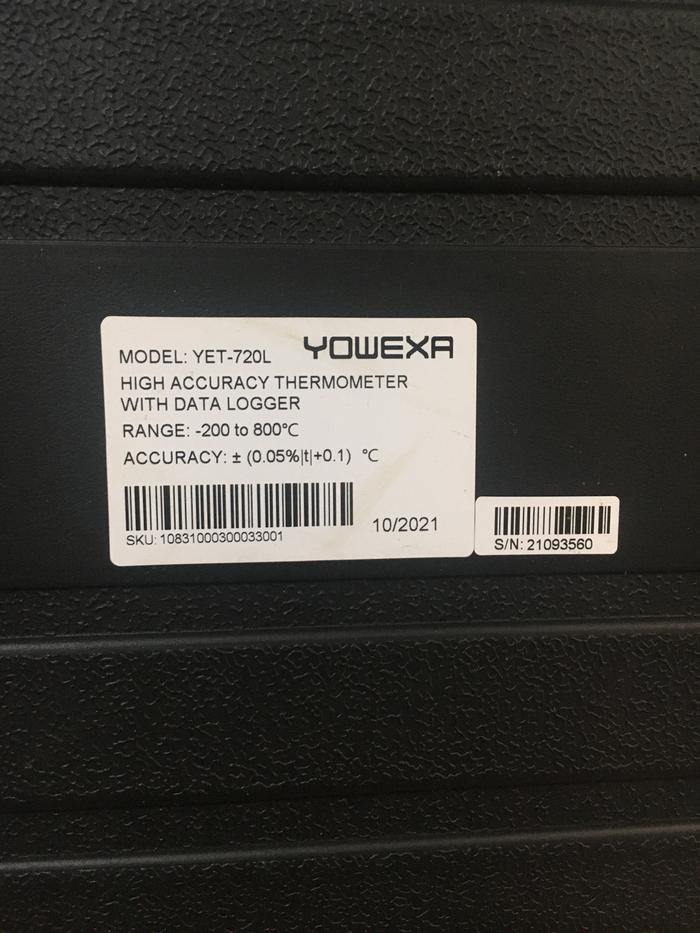 YOWEXA
MODEL: YET-720L
HIGH ACCURACY THERMOMETER
WITH DATA LOGGER
RANGE: -200 to 800℃
ACCURACY: ± (0.05%|t|+0.1) ℃
SKU: 10831000300033001
10/2021
S/N: 21093560